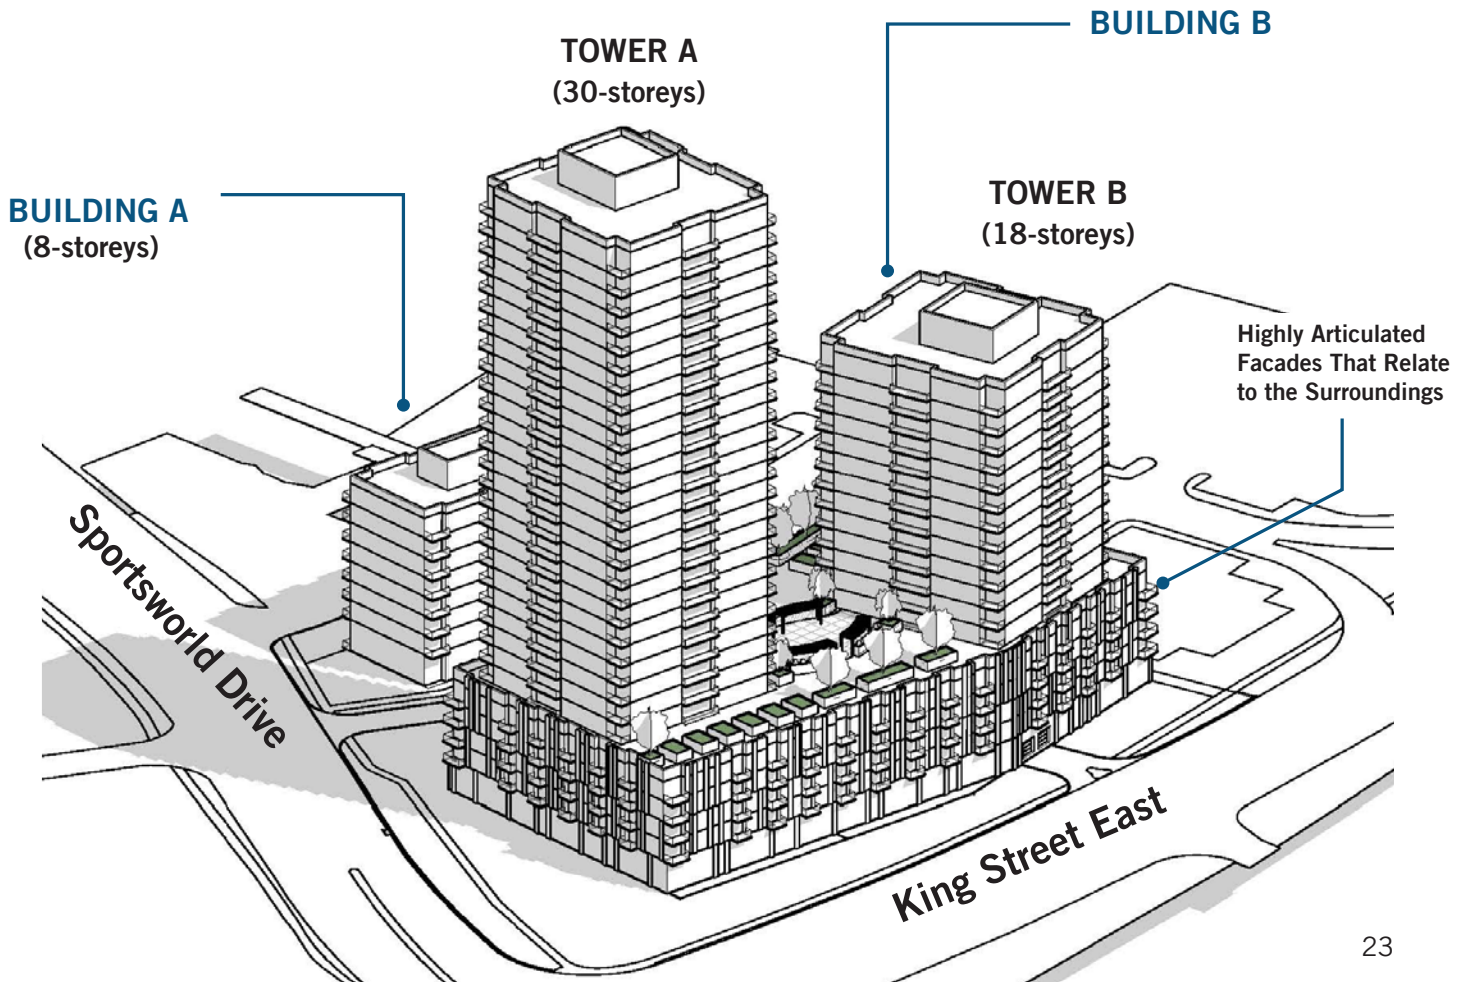 BUILDING B
TOWER A
(30-storeys)
TOWER B
(18-storeys)
BUILDING A
(8-storeys)
Highly Articulated
Facades That Relate
to the Surroundings
Sportsworld Drive
King Street East
23